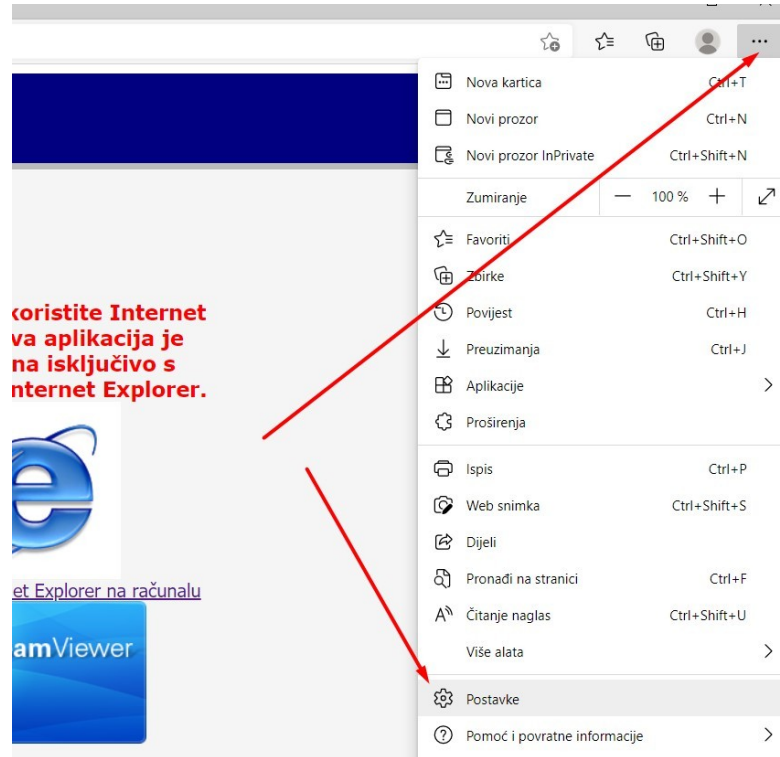 Nova kartica Ctrl+T
Novi prozor Ctrl+N
Novi prozor InPrivate Ctrl+Shift+N
Zumiranje 100 %
Favoriti Ctrl+Shift+O
Zbirke Ctrl+Shift+Y
Povijest Ctrl+H
Preuzimanja Ctrl+J
Aplikacije
Proširenja
Ispis Ctrl+P
Web snimka Ctrl+Shift+S
Dijeli
Pronađi na stranici Ctrl+F
Čitanje naglas Ctrl+Shift+U
Više alata
Postavke
Pomoć i povratne informacije
koristite Internet
va aplikacija je
na isključivo s
nternet Explorer.
et Explorer na računalu
amViewer